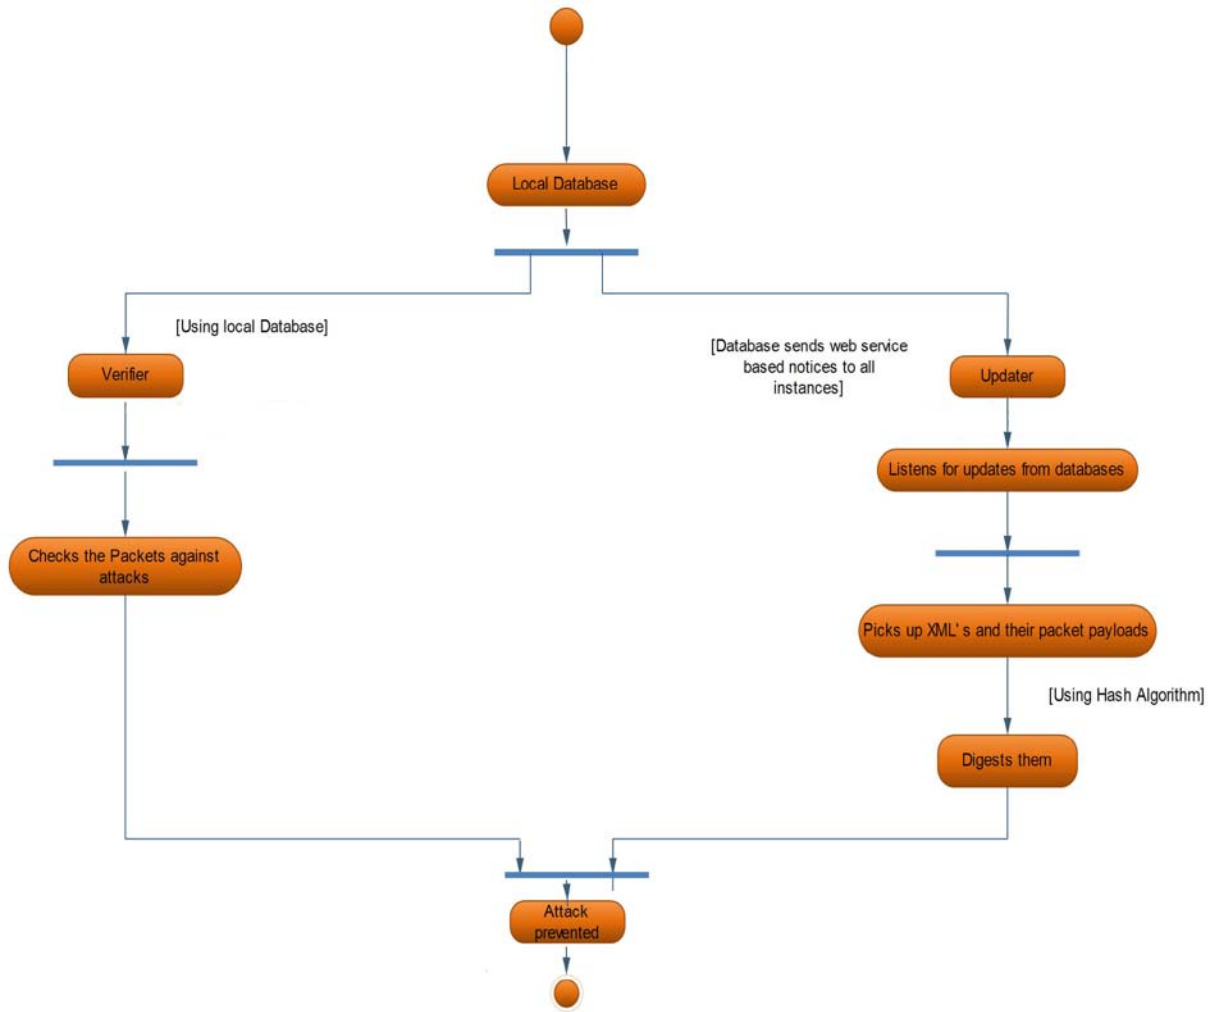 Local Database
[Using local Database]
[Database sends web service
based notices to all
instances]
Verifier
Updater
Listens for updates from databases
Checks the Packets against
attacks
Picks up XML' s and their packet payloads
[Using Hash Algorithm]
Digests them
Attack
prevented